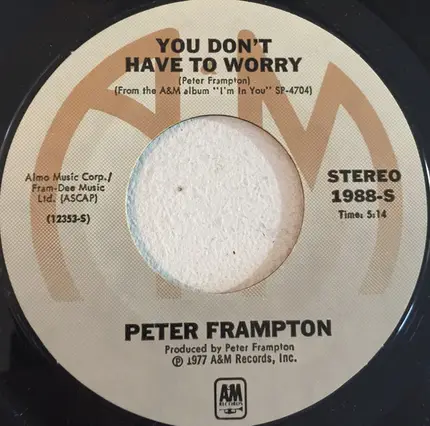 YOU DON'T
HAVE TO WORRY
(Peter Frampton)
(From the A&M album "I'm In You" SP-4704)
Almo Music Corp./
Fram-Dee Music
Ltd. (ASCAP)
(12353-S)
STEREO
1988-S
Time: 5:14
PETER FRAMPTON
Produced by Peter Frampton
℗ 1977 A&M Records, Inc.
A&M
RECORDS